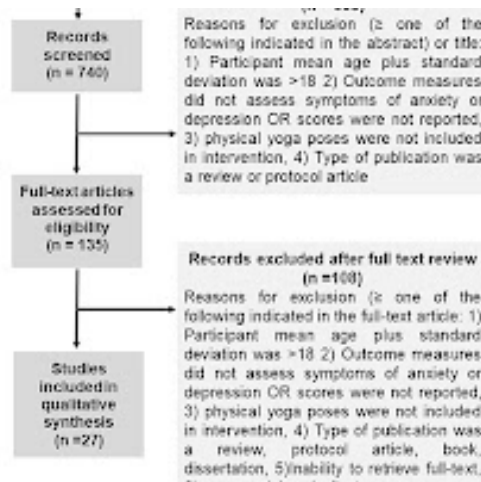 Records
screened
(n = 740)
Reasons for exclusion (≥ one of the
following indicated in the abstract) or title:
1) Participant mean age plus standard
deviation was >18 2) Outcome measures
did not assess symptoms of anxiety or
depression OR scores were not reported,
3) physical yoga poses were not included
in intervention, 4) Type of publication was
a review or protocol article
Full-text articles
assessed for
eligibility
(n = 135)
Records excluded after full text review
(n =108)
Reasons for exclusion (≥ one of the
following indicated in the full-text article: 1)
Participant mean age plus standard
deviation was >18 2) Outcome measures
did not assess symptoms of anxiety or
depression OR scores were not reported,
3) physical yoga poses were not included
in intervention, 4) Type of publication was
a review, protocol article, book,
dissertation, 5)Inability to retrieve full-text,
Studies
included in
qualitative
synthesis
(n =27)